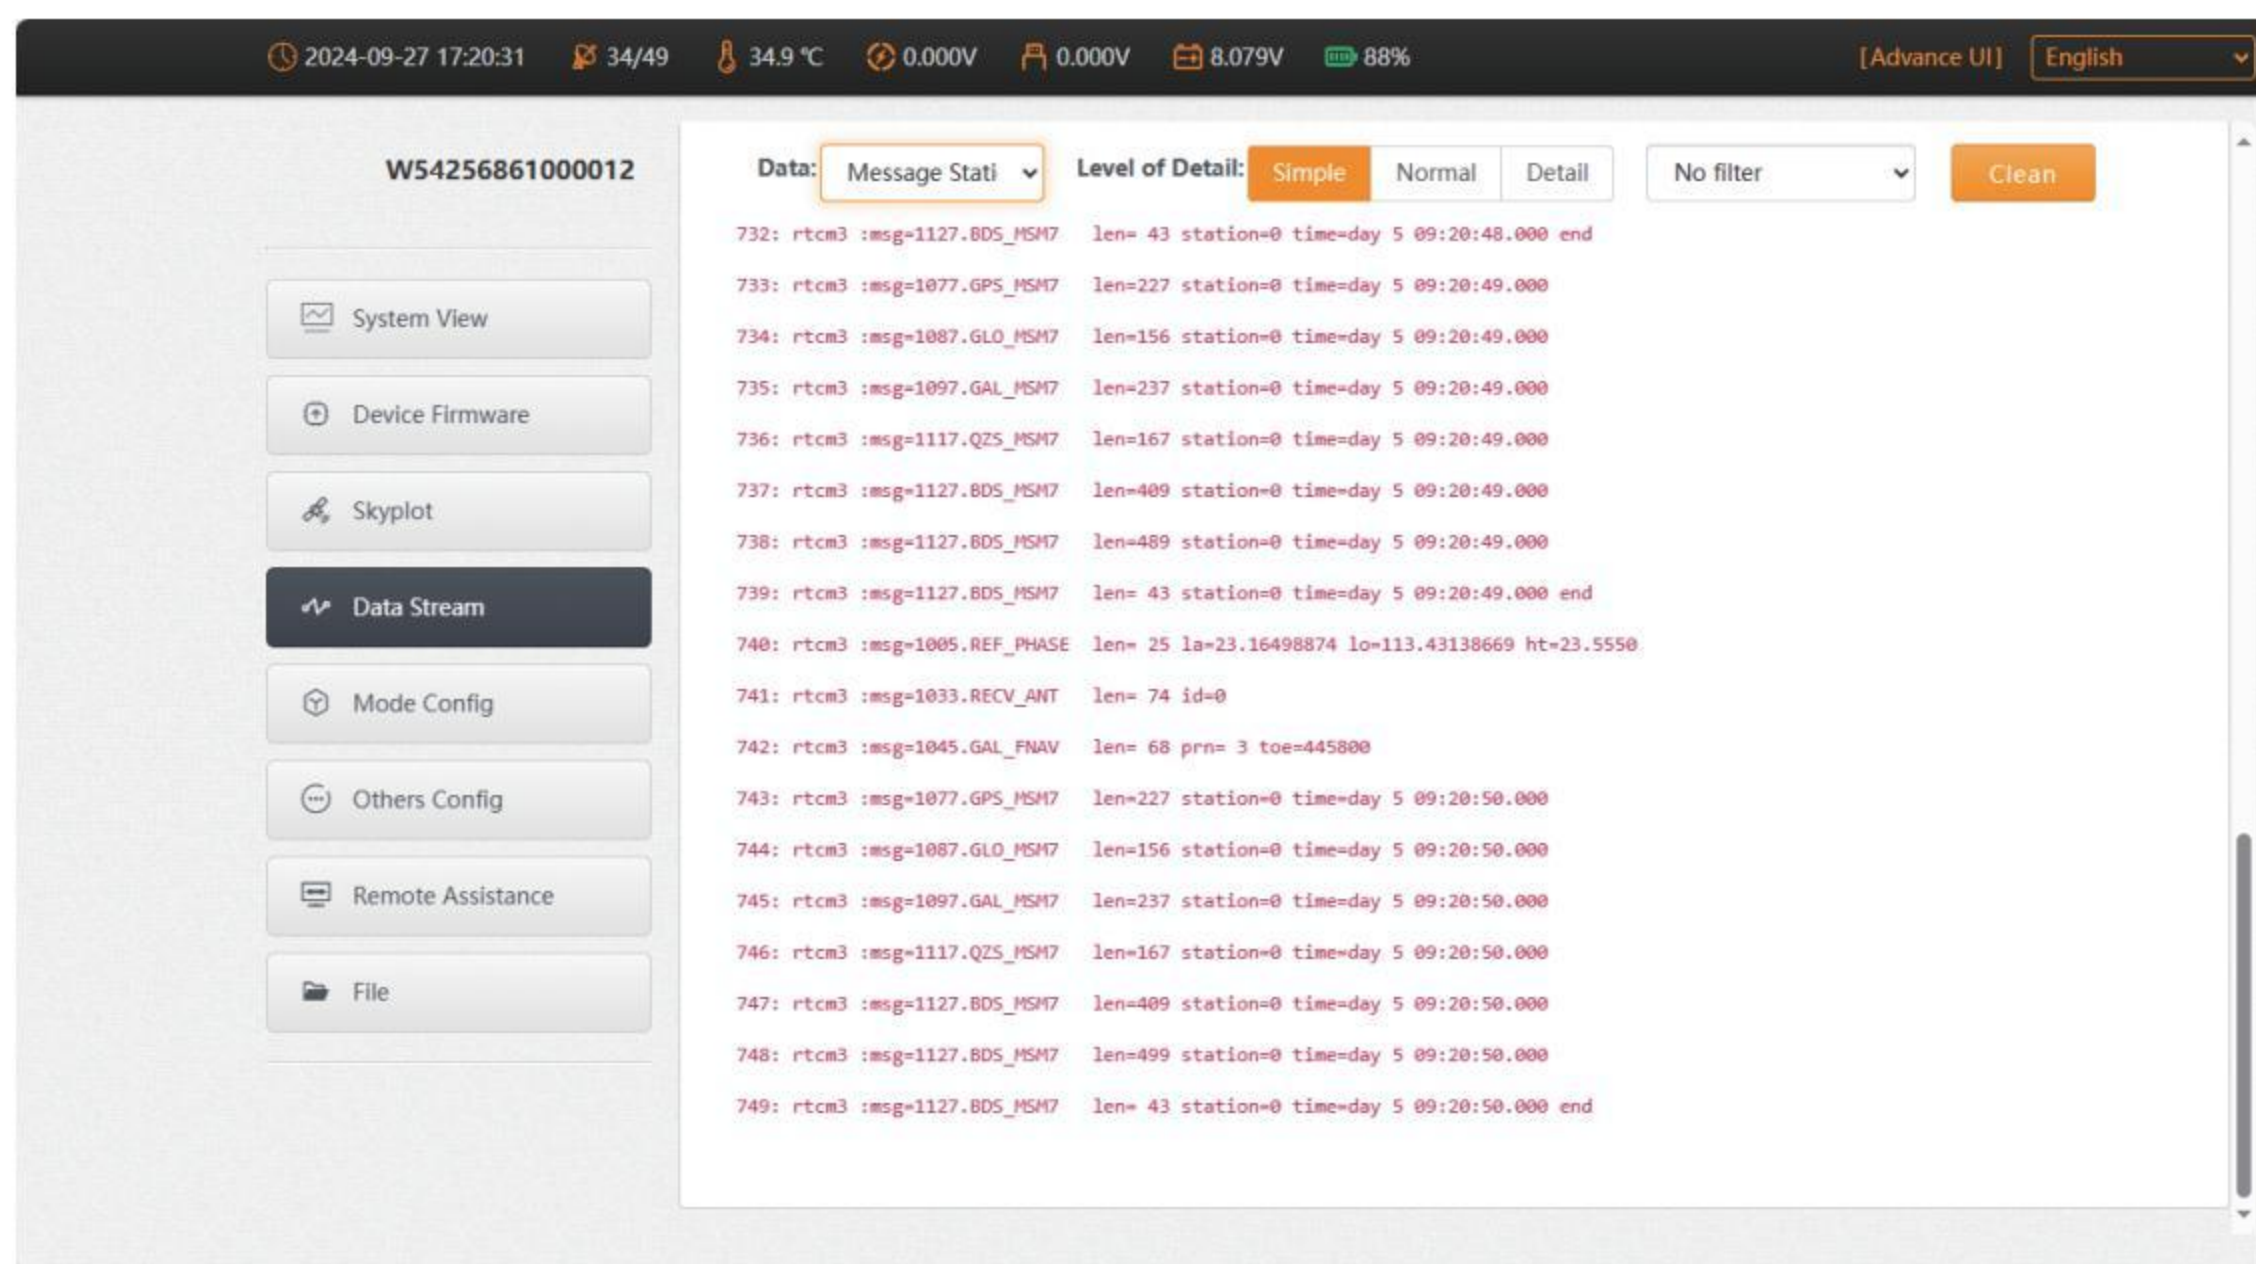 2024-09-27 17:20:31 34/49 34.9 ℃ 0.000V 0.000V 8.079V 88% [Advance UI] English
W54256861000012
System View
Device Firmware
Skyplot
Data Stream
Mode Config
Others Config
Remote Assistance
File
Data: Message Stati Level of Detail: Simple Normal Detail No filter Clean
732: rtcm3 :msg=1127.BDS_MSM7 len= 43 station=0 time=day 5 09:20:48.000 end
733: rtcm3 :msg=1077.GPS_MSM7 len=227 station=0 time=day 5 09:20:49.000
734: rtcm3 :msg=1087.GLO_MSM7 len=156 station=0 time=day 5 09:20:49.000
735: rtcm3 :msg=1097.GAL_MSM7 len=237 station=0 time=day 5 09:20:49.000
736: rtcm3 :msg=1117.QZS_MSM7 len=167 station=0 time=day 5 09:20:49.000
737: rtcm3 :msg=1127.BDS_MSM7 len=409 station=0 time=day 5 09:20:49.000
738: rtcm3 :msg=1127.BDS_MSM7 len=489 station=0 time=day 5 09:20:49.000
739: rtcm3 :msg=1127.BDS_MSM7 len= 43 station=0 time=day 5 09:20:49.000 end
740: rtcm3 :msg=1005.REF_PHASE len= 25 la=23.16498874 lo=113.43138669 ht=23.5550
741: rtcm3 :msg=1033.RECV_ANT len= 74 id=0
742: rtcm3 :msg=1045.GAL_FNAV len= 68 prn= 3 toe=445800
743: rtcm3 :msg=1077.GPS_MSM7 len=227 station=0 time=day 5 09:20:50.000
744: rtcm3 :msg=1087.GLO_MSM7 len=156 station=0 time=day 5 09:20:50.000
745: rtcm3 :msg=1097.GAL_MSM7 len=237 station=0 time=day 5 09:20:50.000
746: rtcm3 :msg=1117.QZS_MSM7 len=167 station=0 time=day 5 09:20:50.000
747: rtcm3 :msg=1127.BDS_MSM7 len=409 station=0 time=day 5 09:20:50.000
748: rtcm3 :msg=1127.BDS_MSM7 len=499 station=0 time=day 5 09:20:50.000
749: rtcm3 :msg=1127.BDS_MSM7 len= 43 station=0 time=day 5 09:20:50.000 end